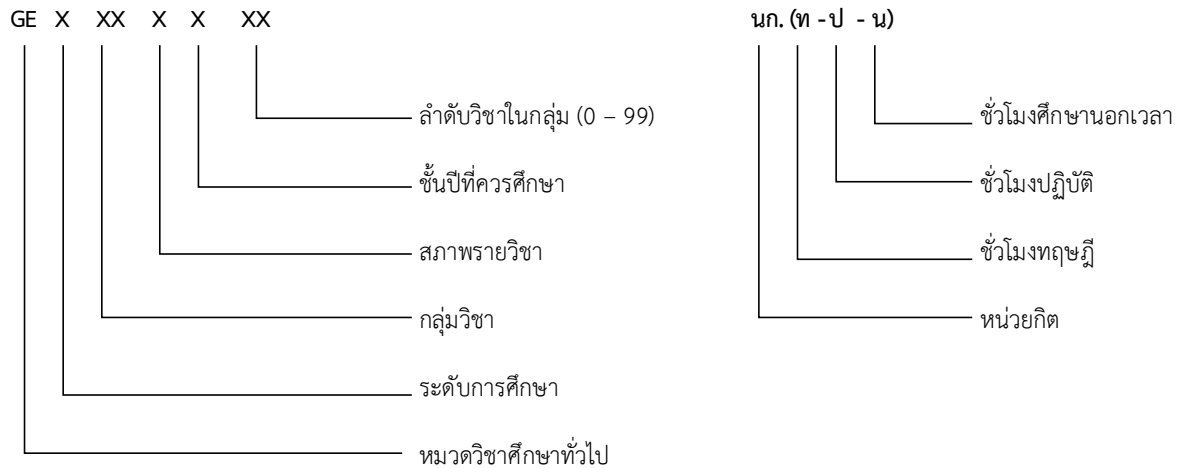 GE X XX X X XX นก. (ท - ป - น)
ลำดับวิชาในกลุ่ม (0 – 99) ชั่วโมงศึกษานอกเวลา
ชั้นปีที่ควรศึกษา ชั่วโมงปฏิบัติ
สภาพรายวิชา ชั่วโมงทฤษฎี
กลุ่มวิชา หน่วยกิต
ระดับการศึกษา
หมวดวิชาศึกษาทั่วไป